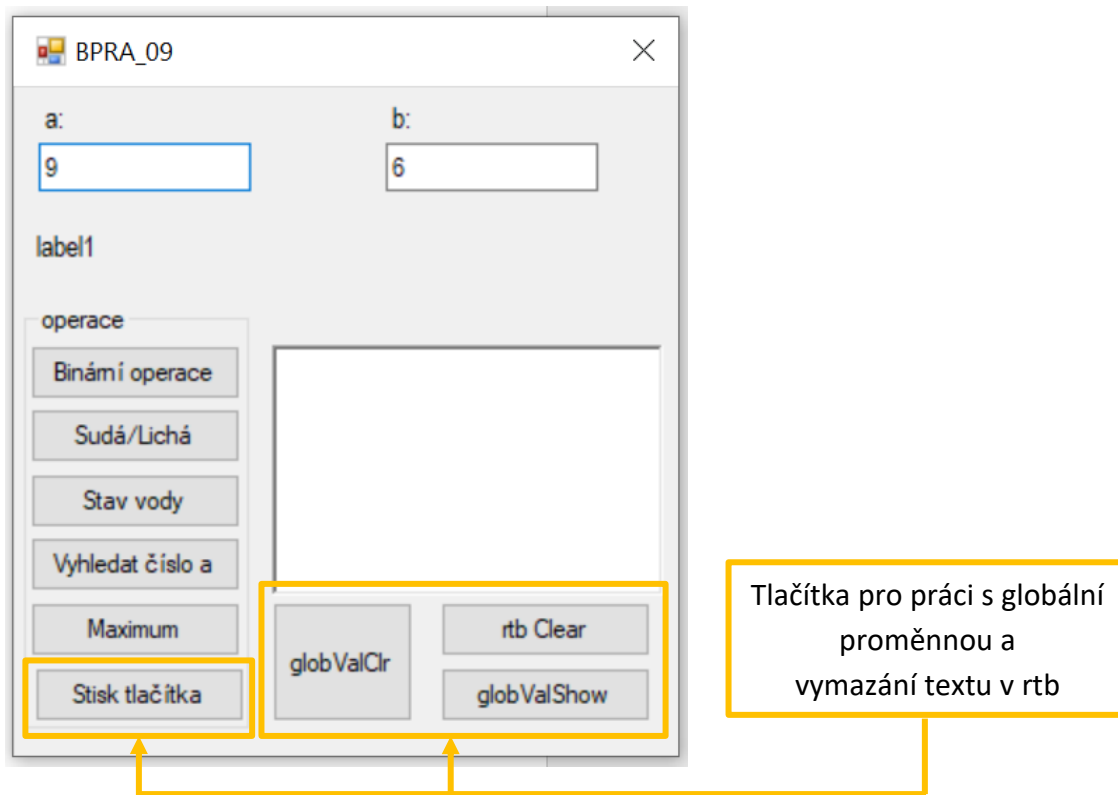 BPRA_09
a:
b:
9
6
label1
operace
Binární operace
Sudá/Lichá
Stav vody
Vyhledat číslo a
Maximum
Stisk tlačítka
globValClr
rtb Clear
globValShow
Tlačítka pro práci s globální
proměnnou a
vymazání textu v rtb